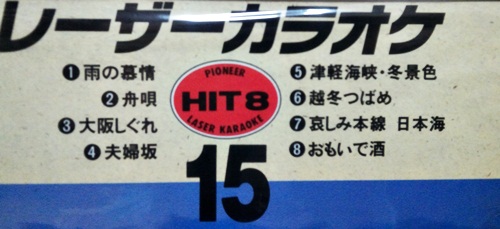 レーザーカラオケ
❶雨の慕情
❷舟唄
❸大阪しぐれ
❹夫婦坂
PIONEER
HIT8
LASER KARAOKE
❺津軽海峡・冬景色
❻越冬つばめ
❼哀しみ本線 日本海
❽おもいで酒
15